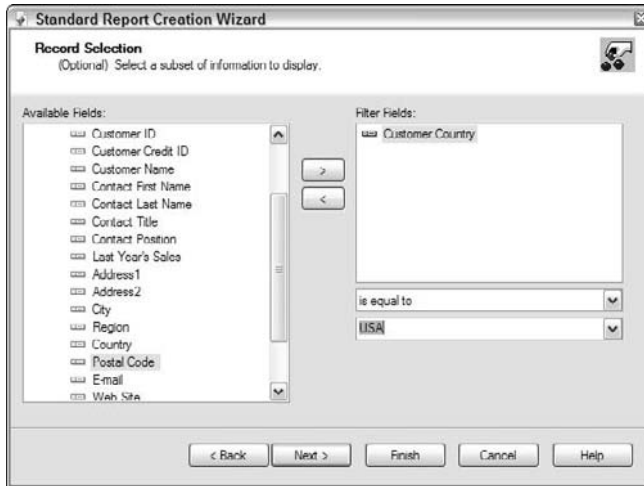 Standard Report Creation Wizard
Record Selection
(Optional) Select a subset of information to display.
Available Fields:
Customer ID
Customer Credit ID
Customer Name
Contact First Name
Contact Last Name
Contact Title
Contact Position
Last Year's Sales
Address1
Address2
City
Region
Country
Postal Code
E-mail
Web Site
>
<
Filter Fields:
Customer Country
is equal to
USA
< Back
Next >
Finish
Cancel
Help